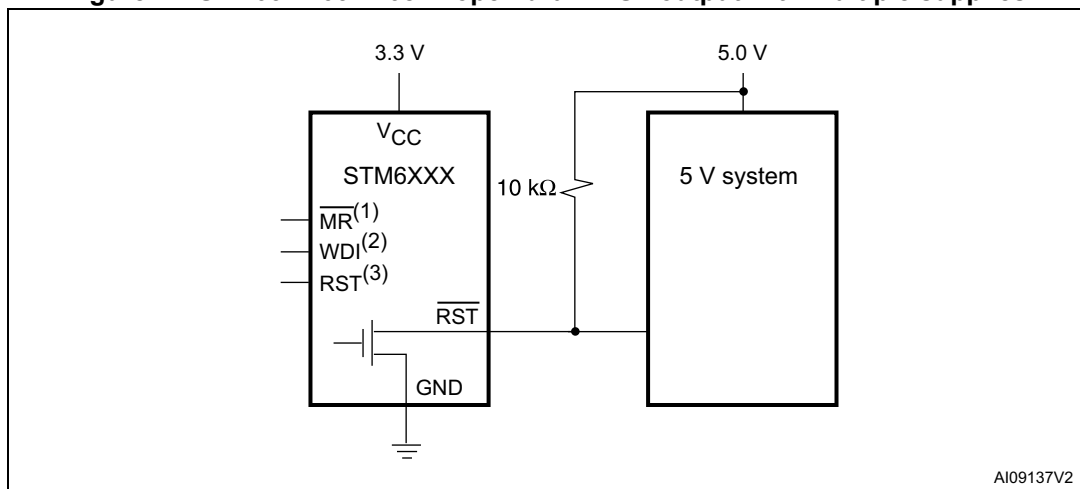 3.3 V
5.0 V
VCC
STM6XXX
5 V system
10 kΩ
MR(1)
WDI(2)
RST(3)
RST
GND
AI09137V2